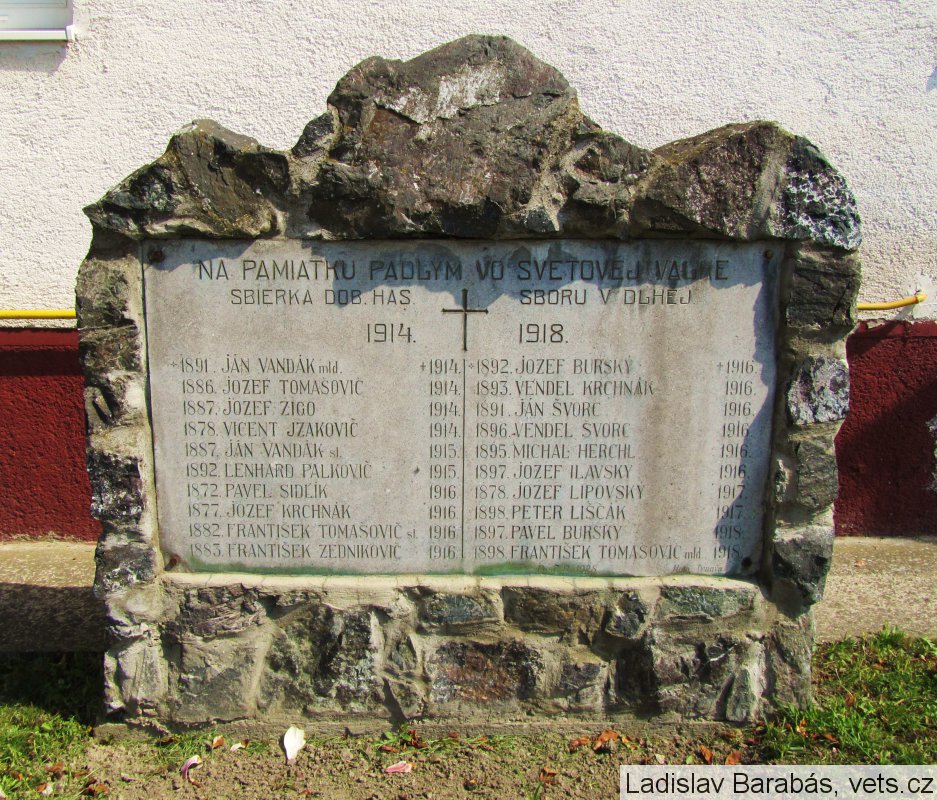 NA PAMIATKU PADLÝM VO SVETOVEJ VALKE
SBIERKA DOB. HAS. SBORU V DLHEJ
1914. 1918.
*1891. JÁN VANDÁK mld. +1914. *1892. JOZEF BURSKÝ +1916.
1886. JOZEF TOMAŠOVIČ 1914. 1893. VENDEL KRCHNÁK 1916.
1887. JOZEF ZIGO 1914. 1891. JÁN ŠVORC 1916.
1878. VICENT JZAKOVIČ 1914. 1896. VENDEL ŠVORC 1916.
1887. JÁN VANDÁK st. 1915. 1895. MICHAL HERCHL 1916.
1892. LENHARD PALKOVIČ 1915. 1897. JOZEF ILAVSKÝ 1916.
1872. PAVEL SIDLÍK 1916. 1878. JOZEF LIPOVSKÝ 1917.
1877. JOZEF KRCHNÁK 1916. 1898. PETER LIŠČÁK 1917.
1882. FRANTIŠEK TOMAŠOVIČ st. 1916. 1897. PAVEL BURSKÝ 1918.
1883. FRANTIŠEK ZEDNIKOVIČ 1916. 1898 FRANTIŠEK TOMAŠOVIČ mld 1918.
Ladislav Barabás, vets.cz